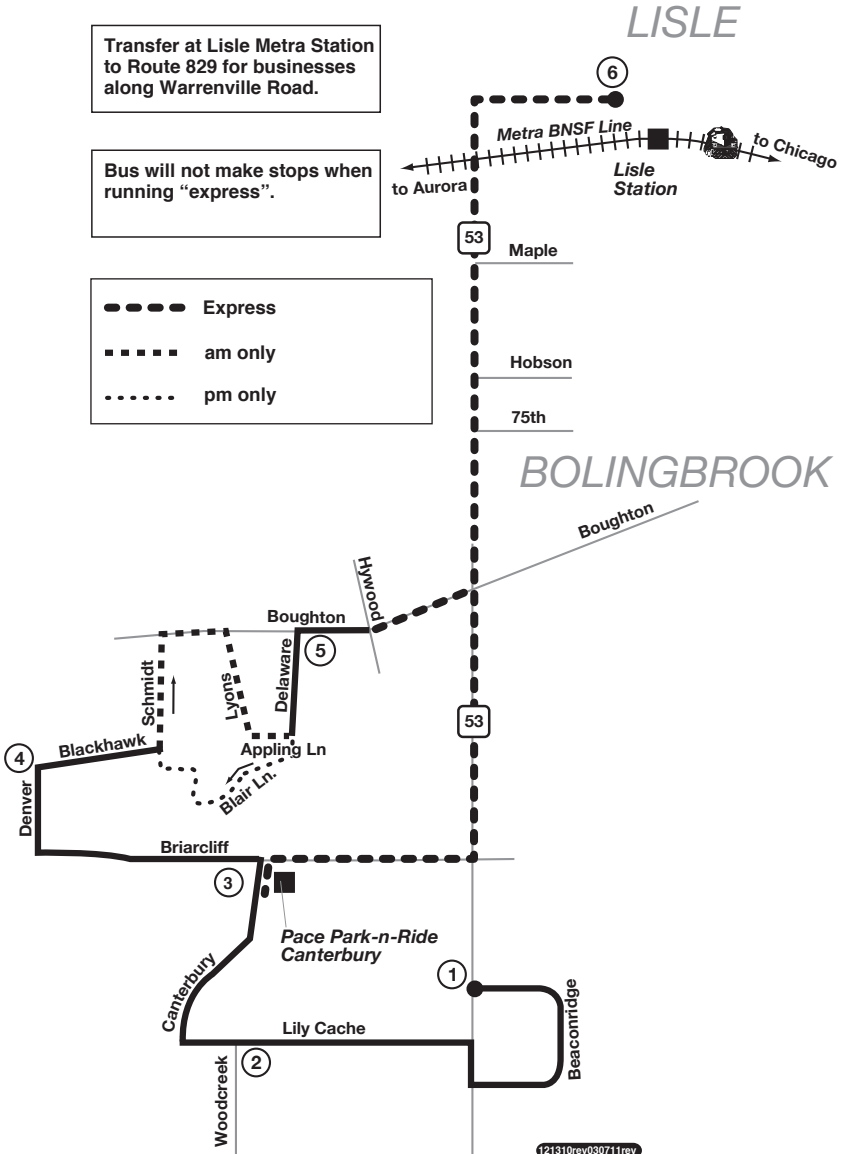 LISLE
Transfer at Lisle Metra Station
to Route 829 for businesses
along Warrenville Road.
6
Metra BNSF Line
to Chicago
to Aurora
Lisle
Station
Bus will not make stops when
running “express”.
53
Maple
Express
am only
pm only
Hobson
75th
BOLINGBROOK
Boughton
Hywood
Boughton
5
Schmidt
Lyons
Delaware
53
Blackhawk
4
Appling Ln
Blair Ln.
Denver
Briarcliff
3
Pace Park-n-Ride
Canterbury
1
Canterbury
Lily Cache
Beaconridge
2
Woodcreek
121310rev030711rev